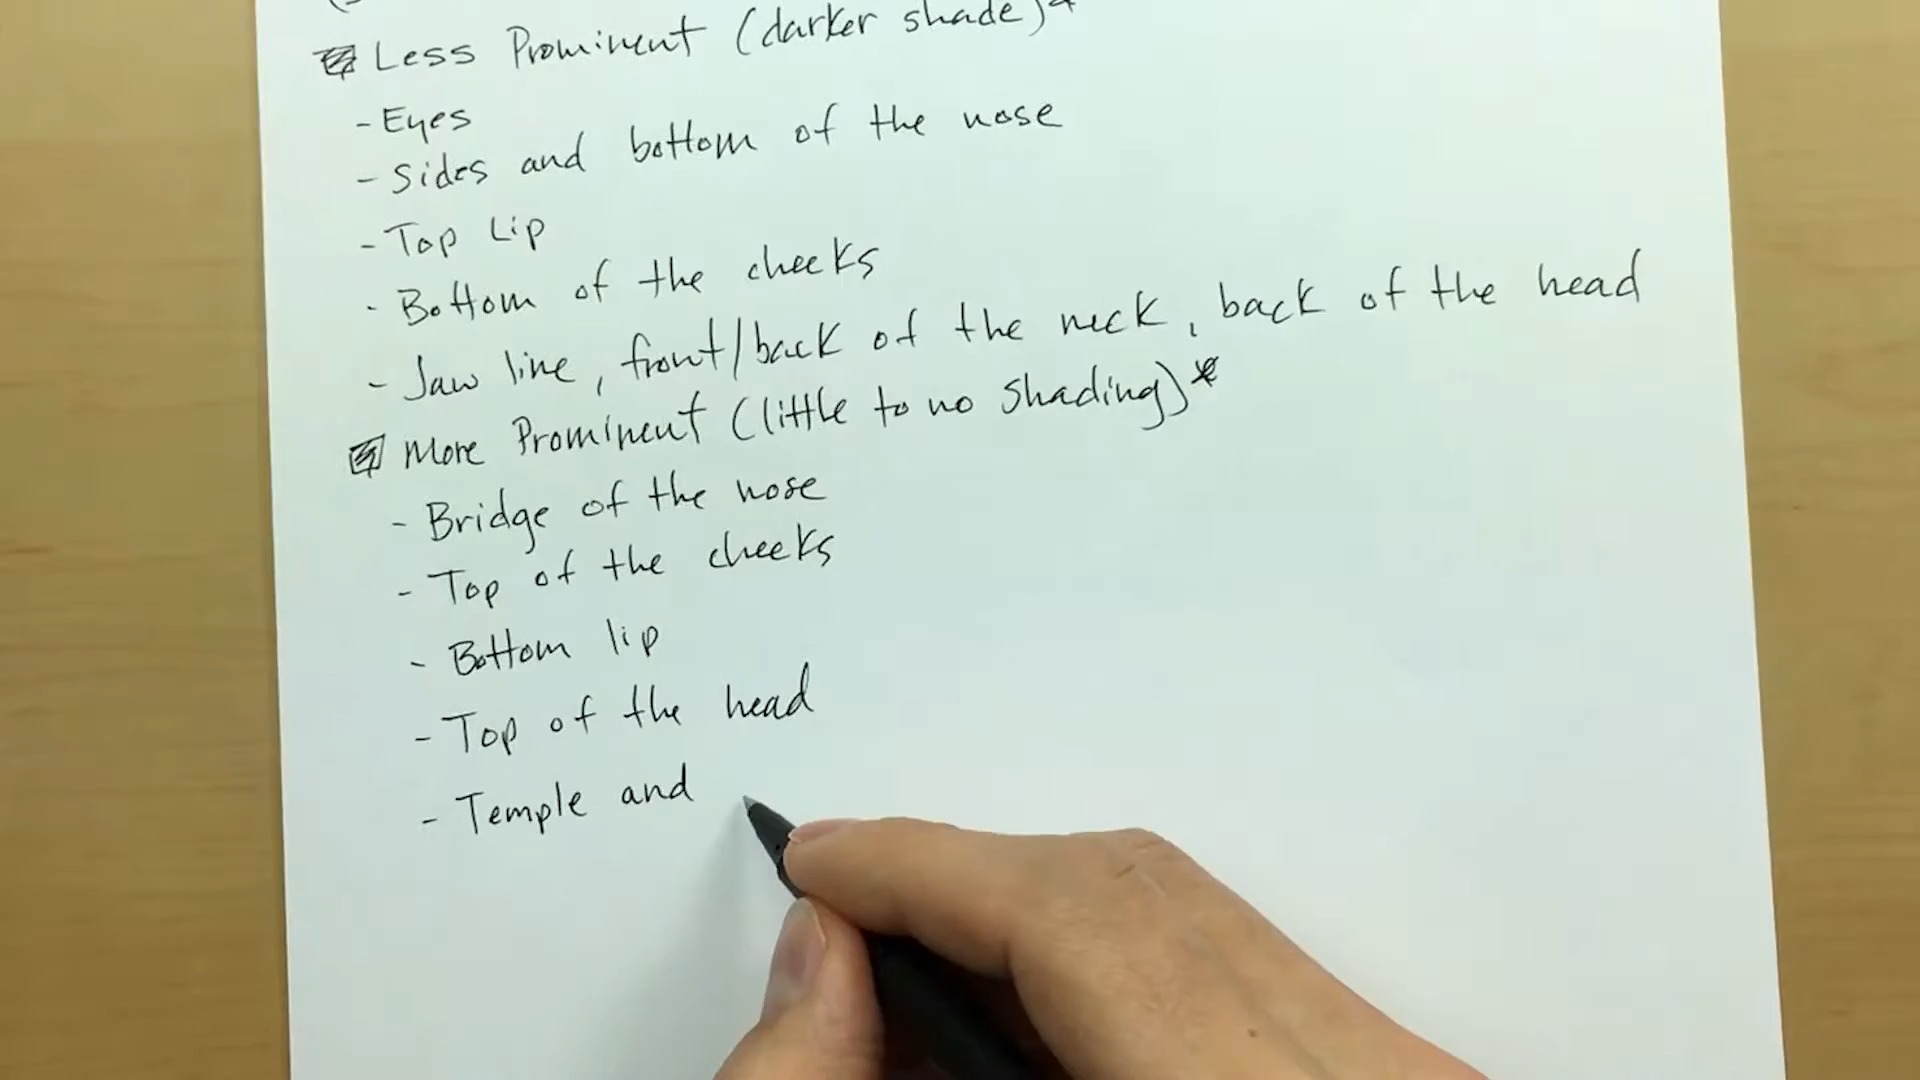 Less Prominent (darker shade)*
- Eyes
- Sides and bottom of the nose
- Top Lip
- Bottom of the cheeks
- Jaw line, front/back of the neck, back of the head
More Prominent (little to no shading)*
- Bridge of the nose
- Top of the cheeks
- Bottom lip
- Top of the head
- Temple and